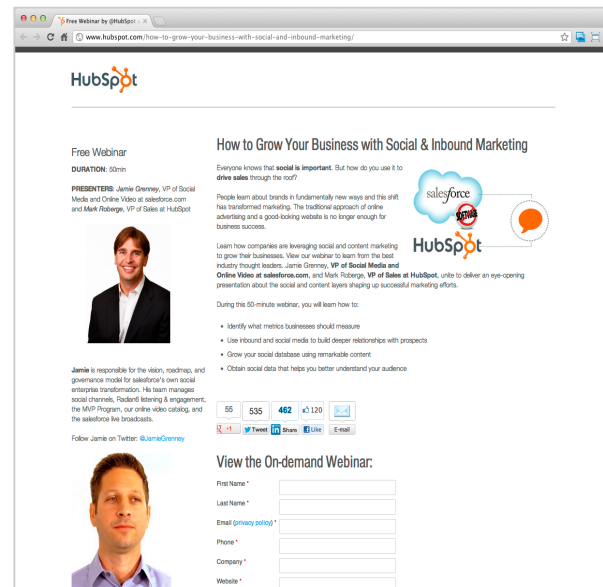 Free Webinar by @HubSpot
www.hubspot.com/how-to-grow-your-business-with-social-and-inbound-marketing/
HubSpot
Free Webinar
DURATION: 50min
PRESENTERS: Jamie Grenney, VP of Social
Media and Online Video at salesforce.com
and Mark Roberge, VP of Sales at HubSpot
Jamie is responsible for the vision, roadmap, and
governance model for salesforce's own social
enterprise transformation. His team manages
social channels, Radian6 listening & engagement,
the MVP Program, our online video catalog, and
the salesforce live broadcasts.
Follow Jamie on Twitter: @JamieGrenney
How to Grow Your Business with Social & Inbound Marketing
Everyone knows that social is important. But how do you use it to
drive sales through the roof?
People learn about brands in fundamentally new ways and this shift
has transformed marketing. The traditional approach of online
advertising and a good-looking website is no longer enough for
business success.
Learn how companies are leveraging social and content marketing
to grow their businesses. View our webinar to learn from the best
industry thought leaders. Jamie Grenney, VP of Social Media and
Online Video at salesforce.com, and Mark Roberge, VP of Sales at HubSpot, unite to deliver an eye-opening
presentation about the social and content layers shaping up successful marketing efforts.
salesforce
SOFTWARE
HubSpot
During this 50-minute webinar, you will learn how to:
• Identify what metrics businesses should measure
• Use inbound and social media to build deeper relationships with prospects
• Grow your social database using remarkable content
• Obtain social data that helps you better understand your audience
55 535 462 120
+1 Tweet in Share Like E-mail
View the On-demand Webinar:
First Name *
Last Name *
Email (privacy policy) *
Phone *
Company *
Website *